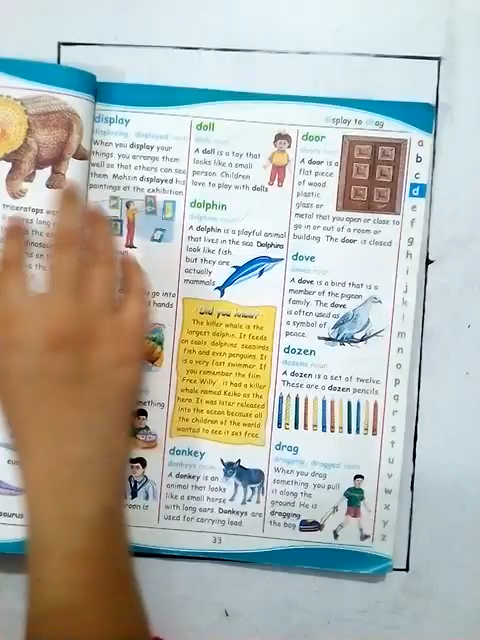 display to drag
triceratops
display
displaying, displayed
When you display your
things, you arrange them
well so that others can see
them. Mohsin displayed his
paintings at the exhibition.
go into
hands
something.
doll
A doll is a toy that
looks like a small
person. Children
love to play with dolls
dolphin
dolphins noun
A dolphin is a playful animal
that lives in the sea. Dolphins
look like fish,
but they are
actually
mammals
Did you know?
The killer whale is the
largest dolphin. It feeds
on seals, dolphins, seabirds,
fish and even penguins. It
is a very fast swimmer. If
you remember the film
'Free Willy', it had a killer
whale named Keiko as the
hero. It was later released
into the ocean because all
the children of the world
wanted to see it set free.
donkey
donkeys noun
A donkey is an
animal that looks
like a small horse
with long ears. Donkeys are
used for carrying load.
door
doors noun
A door is a
flat piece
of wood
plastic
glass or
metal that you open or close to
go in or out of a room or
building. The door is closed
dove
doves noun
A dove is a bird that is a
member of the pigeon
family. The dove
is often used as
a symbol of
peace.
dozen
dozens noun
A dozen is a set of twelve
These are a dozen pencils
drag
dragging, dragged
When you drag
something, you pull
it along the
ground. He is
dragging
the bag
a
b
c
d
e
f
g
h
i
j
k
l
m
n
o
p
q
r
s
t
u
v
w
x
y
z
33